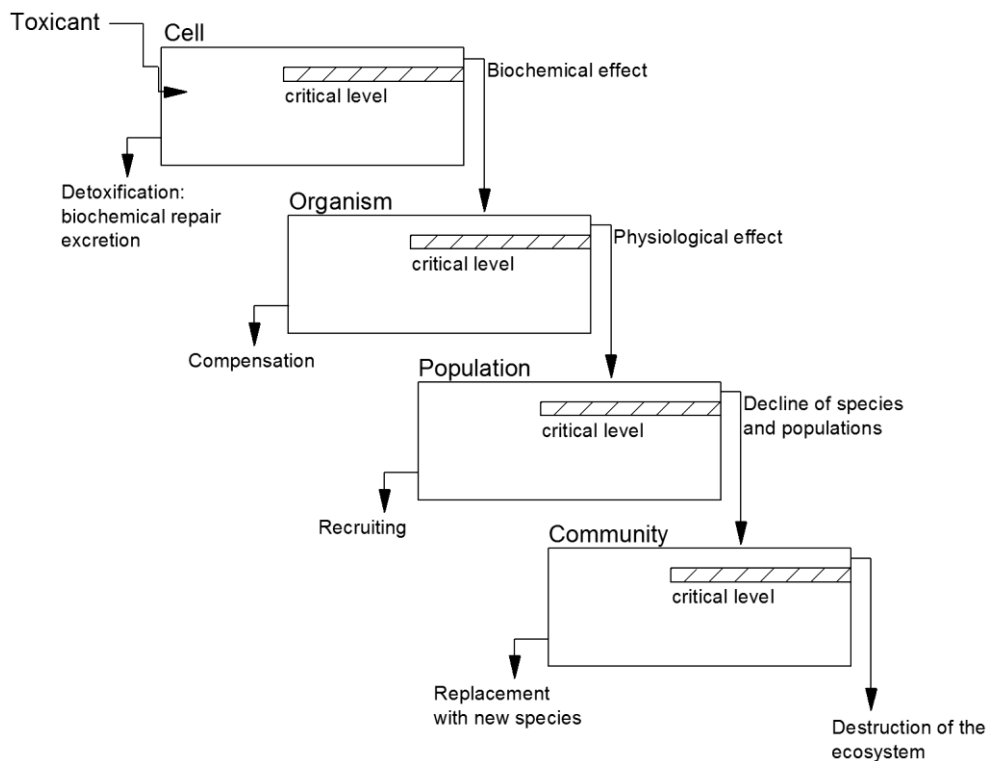 Toxicant
Cell
Biochemical effect
critical level
Detoxification:
biochemical repair
excretion
Organism
Physiological effect
critical level
Compensation
Population
Decline of species
and populations
critical level
Recruiting
Community
critical level
Replacement
with new species
Destruction of the
ecosystem